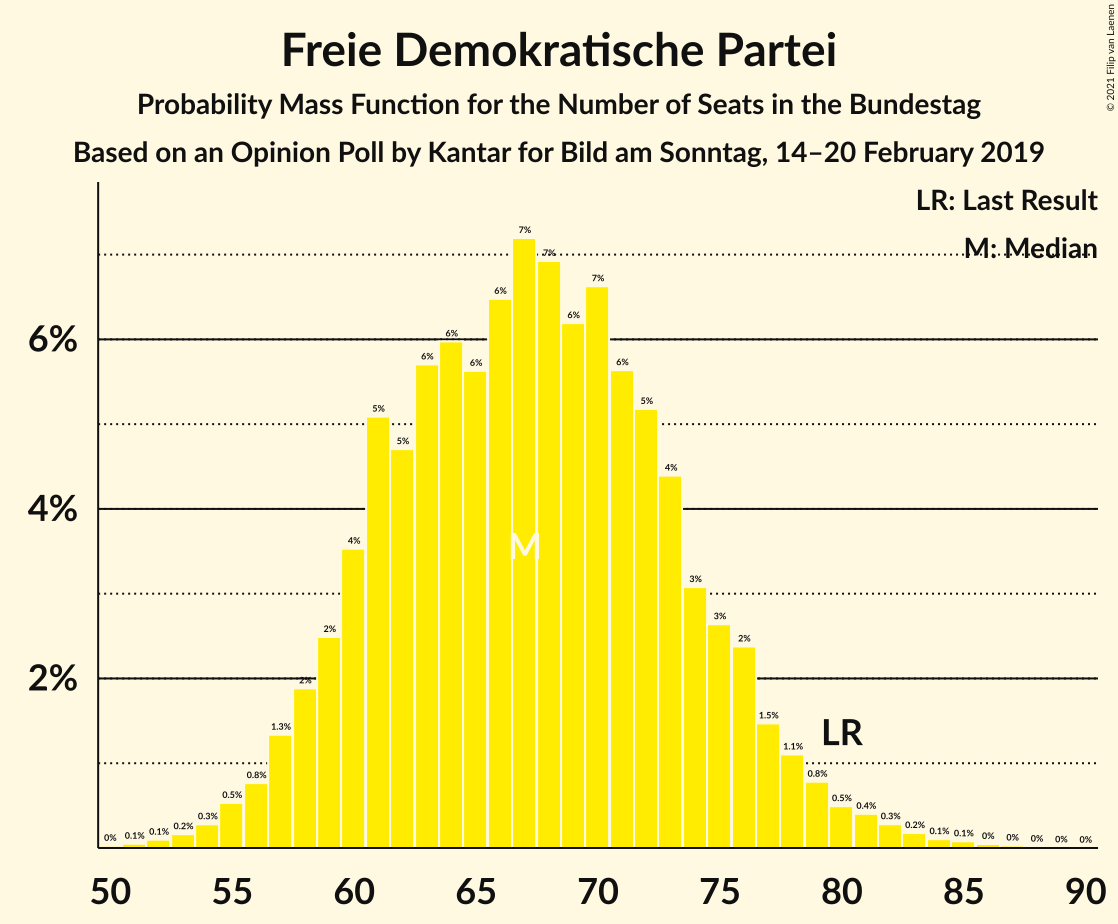 Freie Demokratische Partei
Probability Mass Function for the Number of Seats in the Bundestag
Based on an Opinion Poll by Kantar for Bild am Sonntag, 14–20 February 2019
© 2021 Filip van Laenen
LR: Last Result
M: Median
6%
4%
2%
0% 0.1% 0.1% 0.2% 0.3% 0.5% 0.8% 1.3% 2% 2% 4% 5% 5% 6% 6% 6% 6% 7% 7% 6% 7% 6% 5% 4% 3% 3% 2% 1.5% 1.1% 0.8% 0.5% 0.4% 0.3% 0.2% 0.1% 0.1% 0% 0% 0% 0% 0%
M
LR
50 55 60 65 70 75 80 85 90